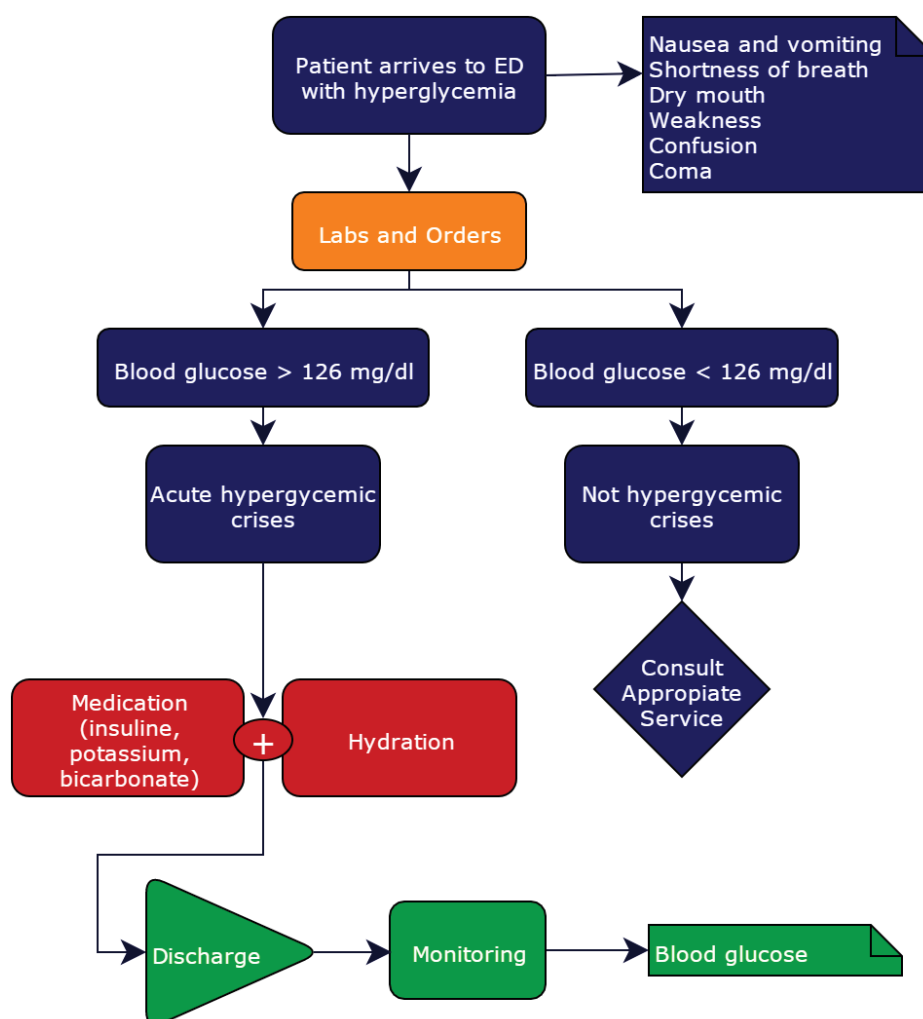 Patient arrives to ED
with hyperglycemia
Nausea and vomiting
Shortness of breath
Dry mouth
Weakness
Confusion
Coma
Labs and Orders
Blood glucose > 126 mg/dl
Blood glucose < 126 mg/dl
Acute hypergycemic
crises
Not hypergycemic
crises
Consult
Appropiate
Service
Medication
(insuline,
potassium,
bicarbonate)
+
Hydration
Discharge
Monitoring
Blood glucose